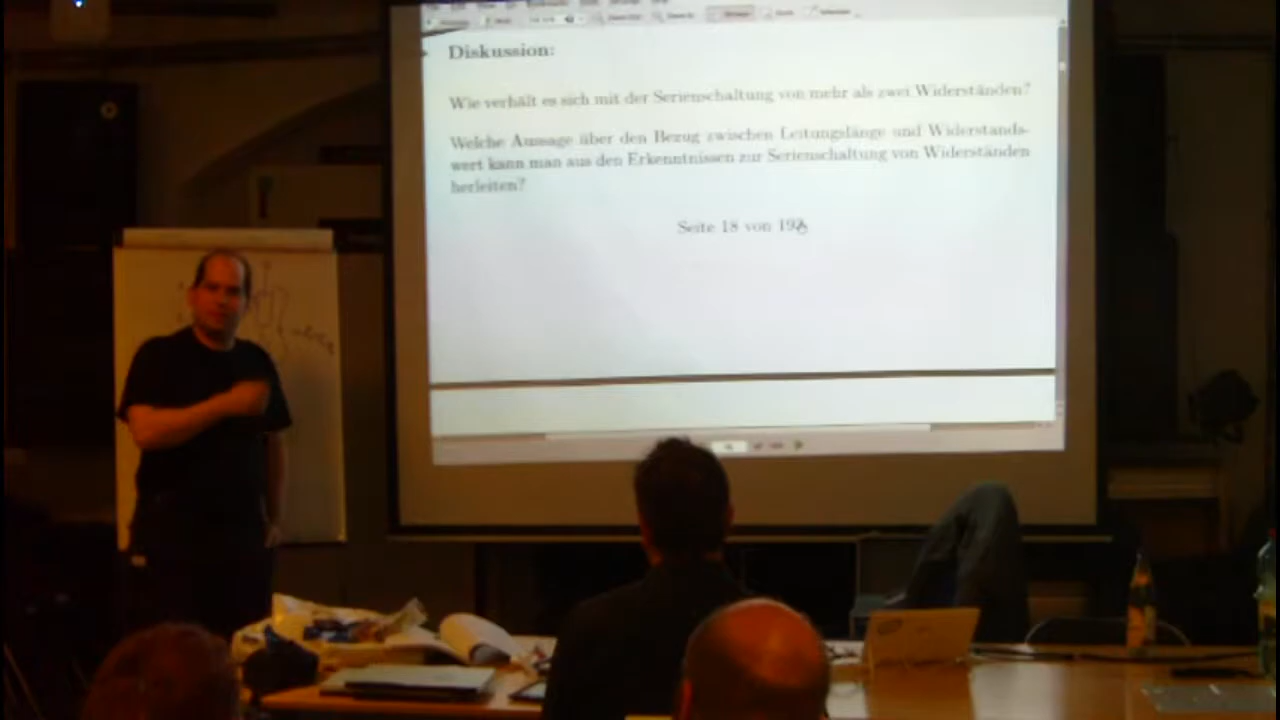 Diskussion:
Wie verhält es sich mit der Serienschaltung von mehr als zwei Widerständen?
Welche Aussage über den Bezug zwischen Leitungslänge und Widerstands-
wert kann man aus den Erkenntnissen zur Serienschaltung von Widerständen
herleiten?
Seite 18 von 192